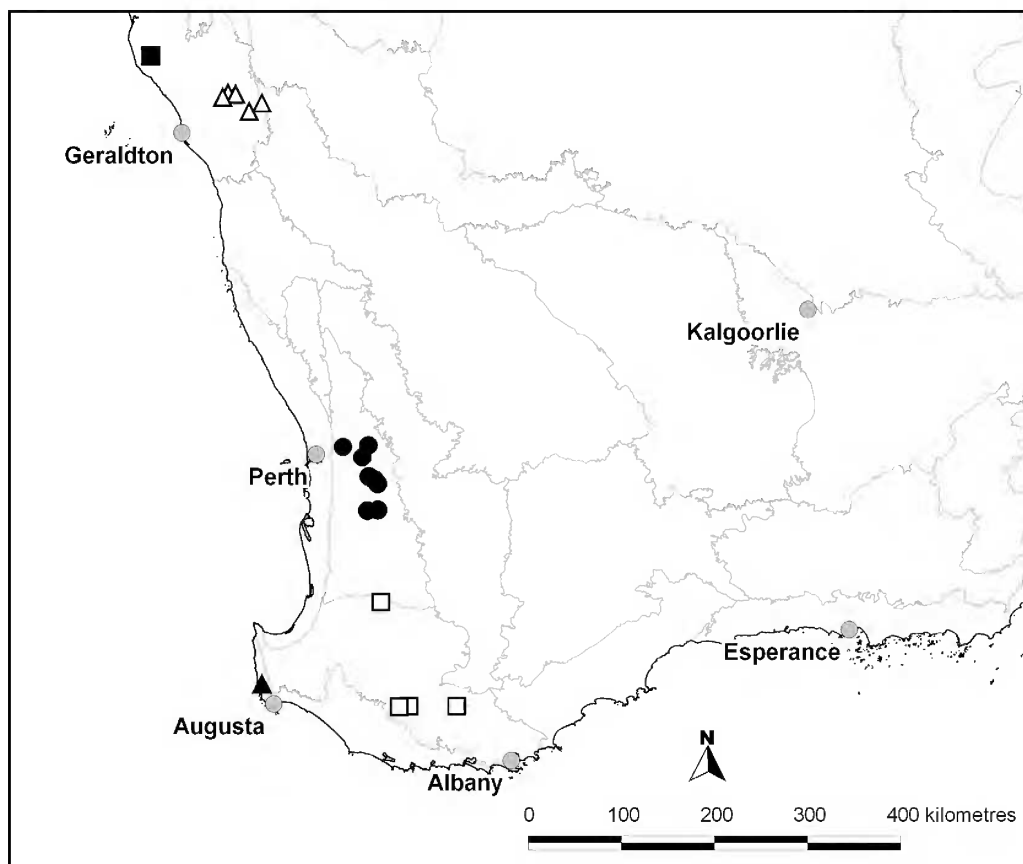 Geraldton
Kalgoorlie
Perth
Esperance
Augusta
N
Albany
0 100 200 300 400 kilometres